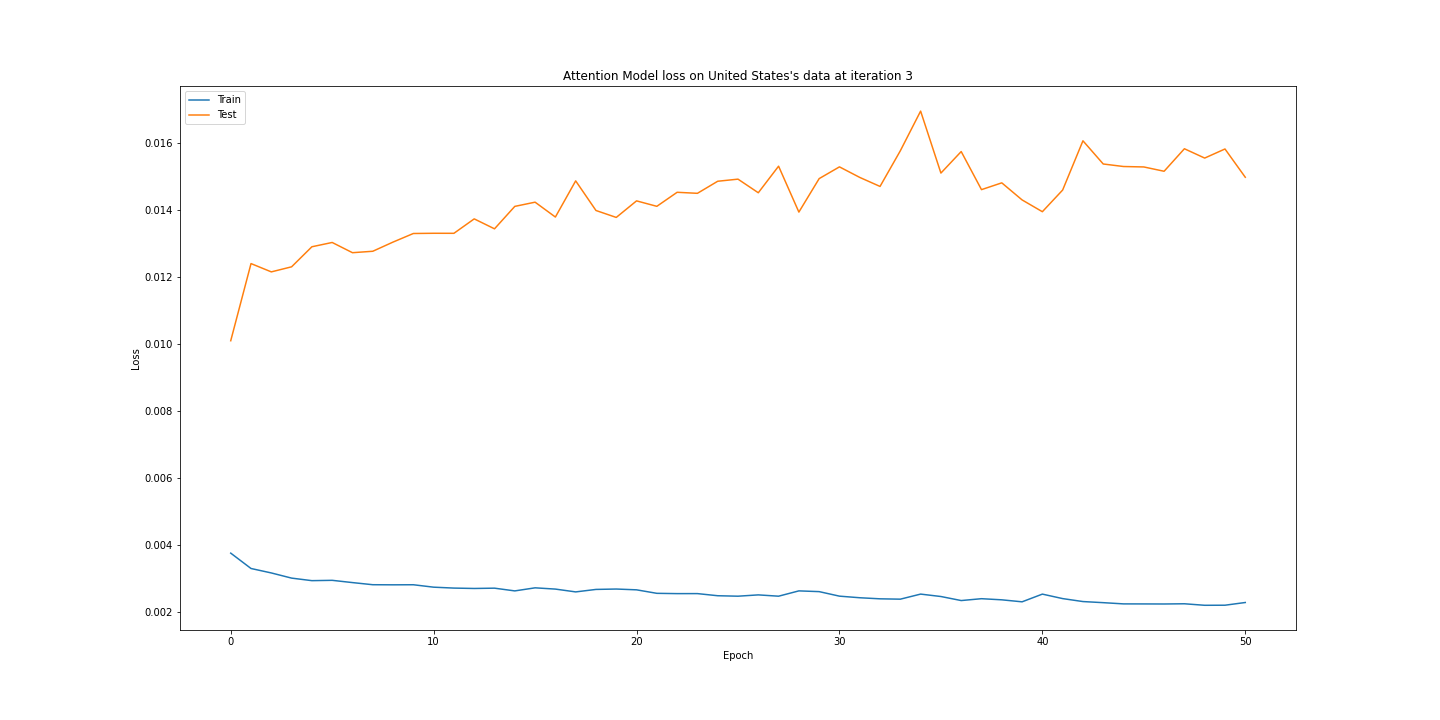 Attention Model loss on United States's data at iteration 3
Train
Test
0.016
0.014
0.012
0.010
0.008
0.006
0.004
0.002
Loss
0 10 20 30 40 50
Epoch